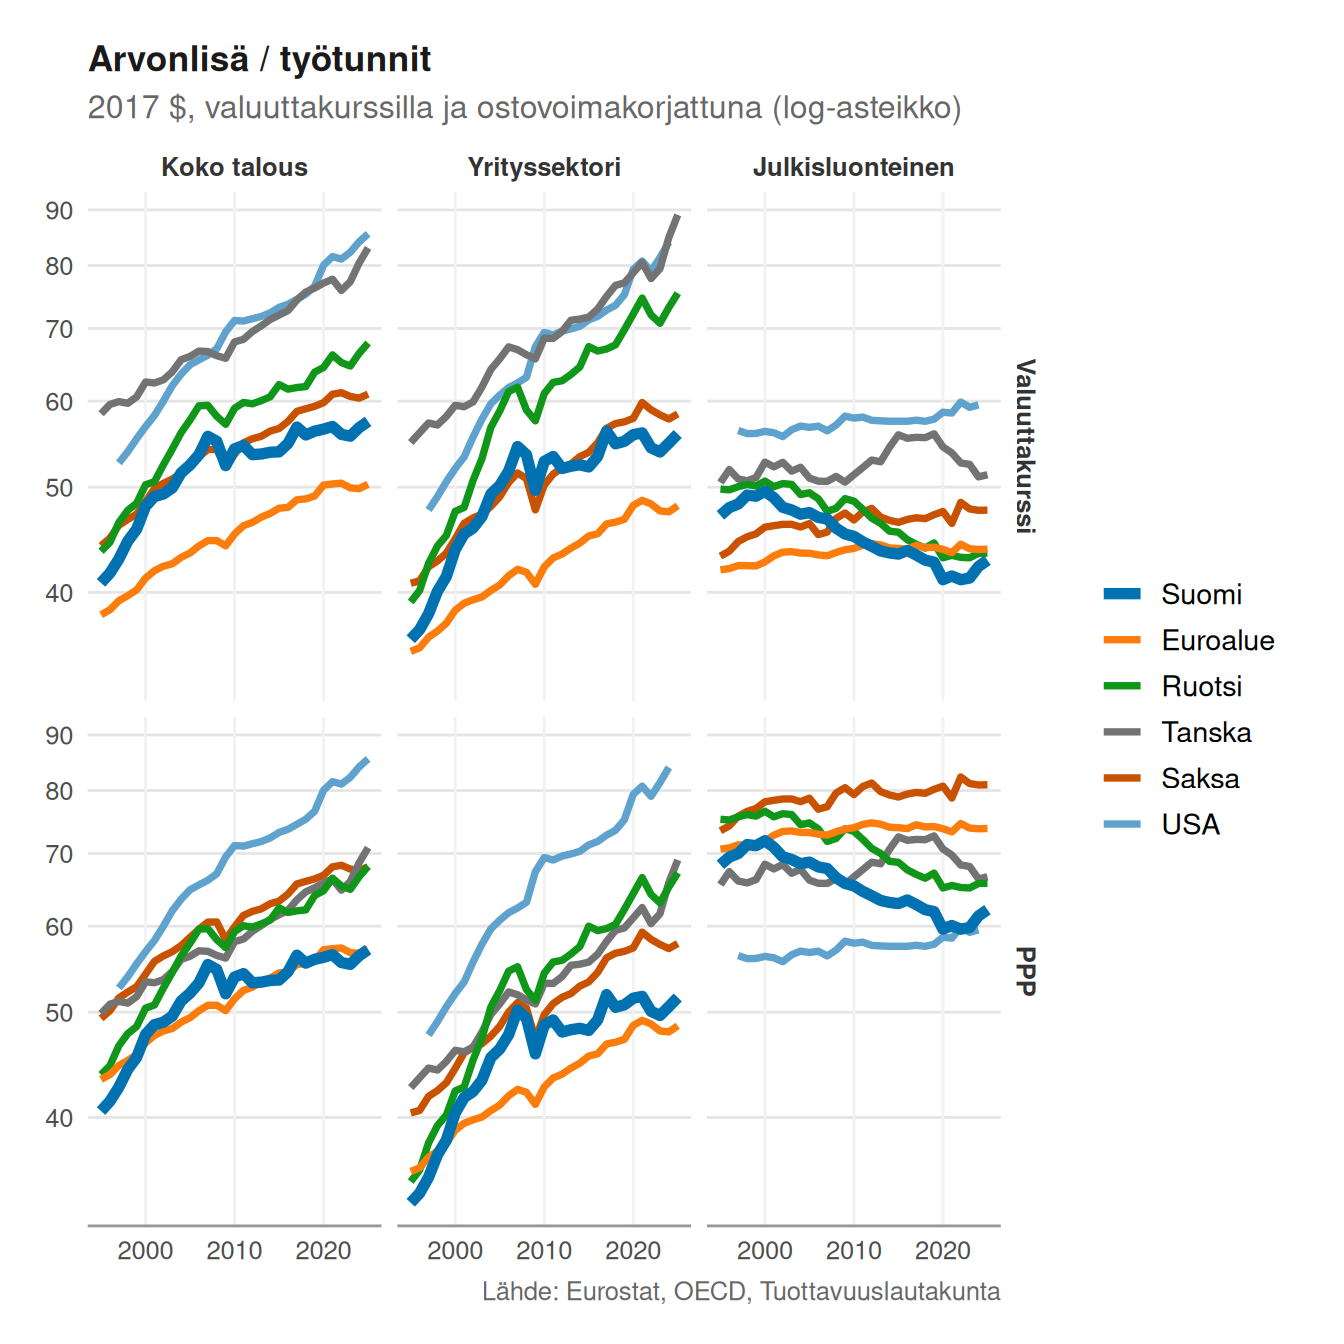 Arvonlisä / työtunnit
2017 $, valuuttakurssilla ja ostovoimakorjattuna (log-asteikko)
Koko talous
Yrityssektori
Julkisluonteinen
90
80
70
60
50
40
Valuuttakurssi
90
80
70
60
50
40
PPP
2000 2010 2020
2000 2010 2020
2000 2010 2020
Suomi
Euroalue
Ruotsi
Tanska
Saksa
USA
Lähde: Eurostat, OECD, Tuottavuuslautakunta